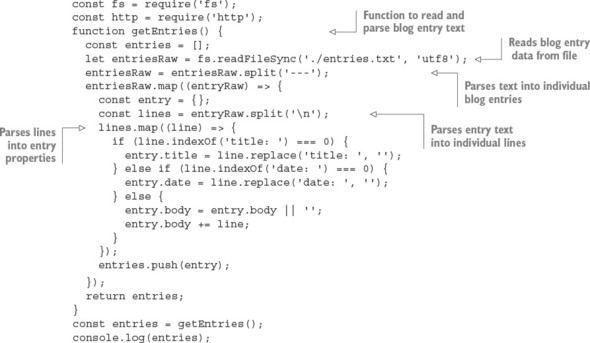 const fs = require('fs');
const http = require('http');
function getEntries() {
Function to read and
parse blog entry text
const entries = [];
let entriesRaw = fs.readFileSync('./entries.txt', 'utf8');
Reads blog entry
data from file
entriesRaw = entriesRaw.split('---');
Parses text into individual
blog entries
entriesRaw.map((entryRaw) => {
const entry = {};
const lines = entryRaw.split('\n');
Parses entry text
into individual lines
Parses lines
into entry
properties
lines.map((line) => {
if (line.indexOf('title: ') === 0) {
entry.title = line.replace('title: ', '');
} else if (line.indexOf('date: ') === 0) {
entry.date = line.replace('date: ', '');
} else {
entry.body = entry.body || '';
entry.body += line;
}
});
entries.push(entry);
});
return entries;
}
const entries = getEntries();
console.log(entries);